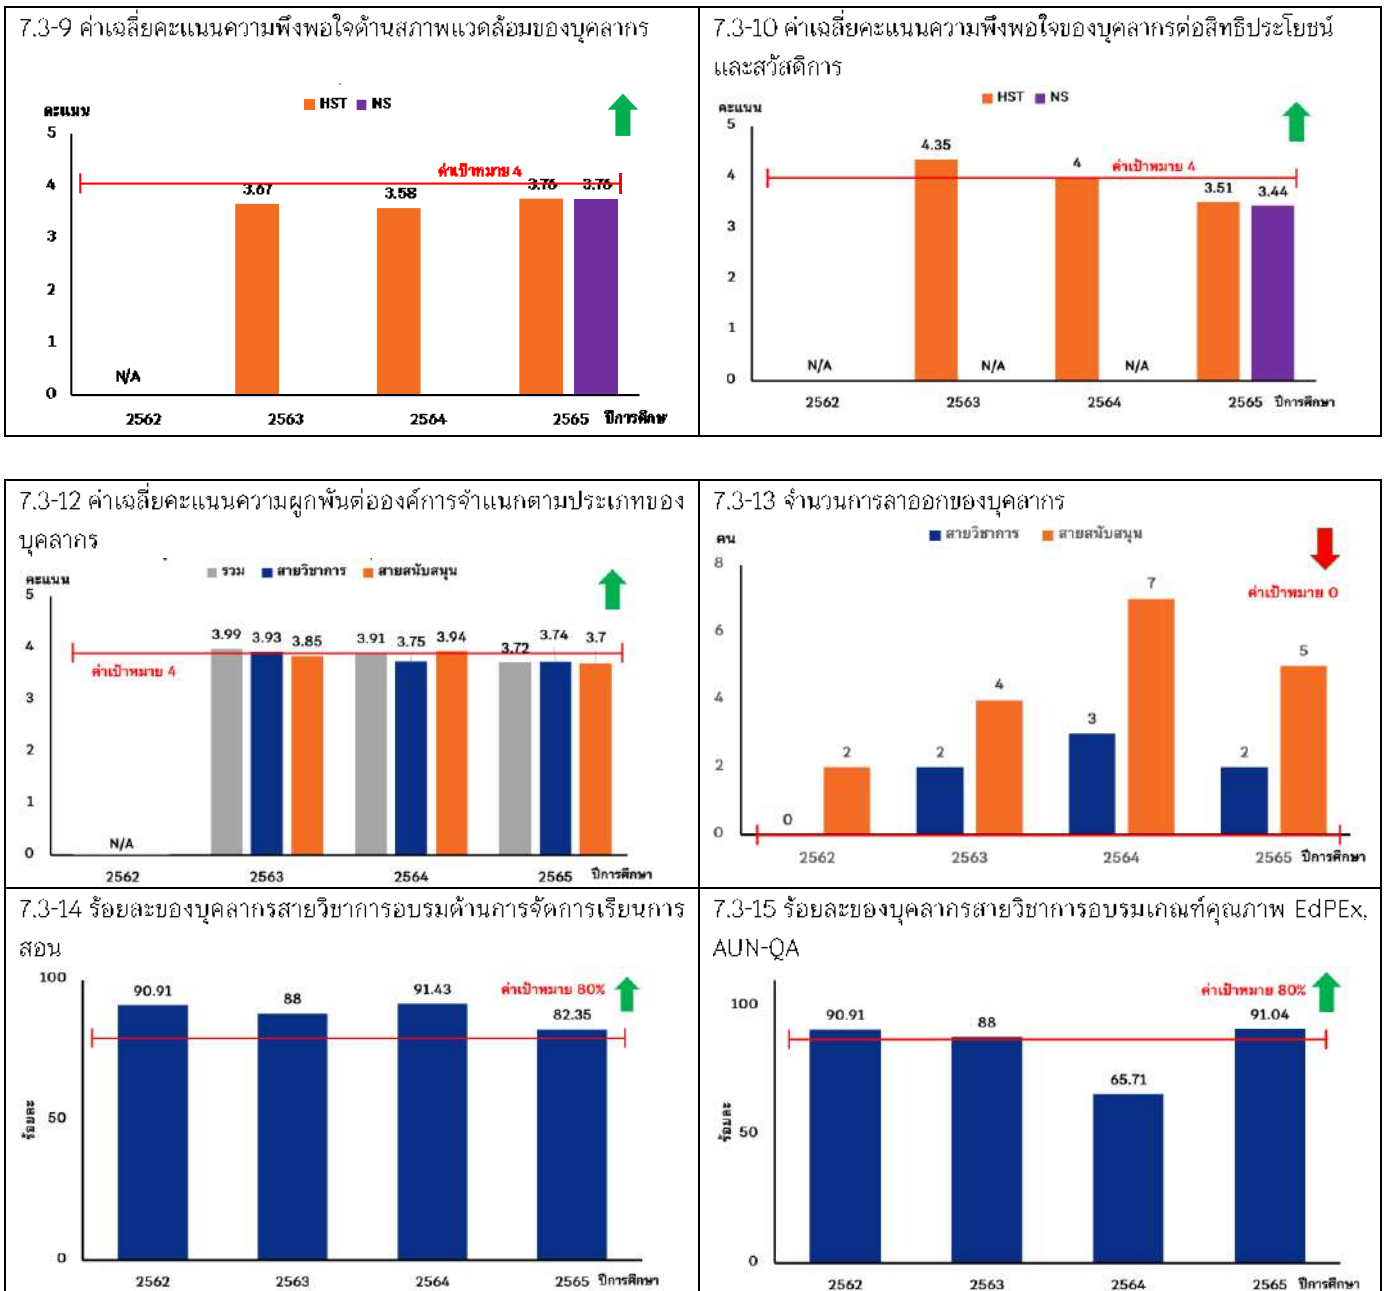 7.3-9 ค่าเฉลี่ยคะแนนความพึงพอใจด้านสภาพแวดล้อมของบุคลากร
HST NS
คะแนน
5
4
3
2
1
0
ค่าเป้าหมาย 4
3.67
3.58
3.76 3.76
N/A
2562 2563 2564 2565 ปีการศึกษ
7.3-10 ค่าเฉลี่ยคะแนนความพึงพอใจของบุคลากรต่อสิทธิประโยชน์
และสวัสดิการ
HST NS
คะแนน
5
4
3
2
1
0
4.35
4
ค่าเป้าหมาย 4
3.51 3.44
N/A N/A N/A
2562 2563 2564 2565 ปีการศึกษา
7.3-12 ค่าเฉลี่ยคะแนนความผูกพันต่อองค์การจำแนกตามประเภทของ
บุคลากร
รวม สายวิชาการ สายสนับสนุน
คะแนน
5
4
3
2
1
0
ค่าเป้าหมาย 4
3.99 3.93 3.85 3.91 3.75 3.94 3.72 3.74 3.7
N/A
2562 2563 2564 2565 ปีการศึกษา
7.3-13 จำนวนการลาออกของบุคลากร
สายวิชาการ สายสนับสนุน
คน
8
6
4
2
0
ค่าเป้าหมาย 0
0 2 2 4 3 7 2 5
2562 2563 2564 2565 ปีการศึกษา
7.3-14 ร้อยละของบุคลากรสายวิชาการอบรมด้านการจัดการเรียนการ
สอน
100
50
0
ร้อยละ
90.91 88 91.43 82.35
ค่าเป้าหมาย 80%
2562 2563 2564 2565 ปีการศึกษา
7.3-15 ร้อยละของบุคลากรสายวิชาการอบรมเกณฑ์คุณภาพ EdPEx,
AUN-QA
100
50
0
ร้อยละ
90.91 88 65.71 91.04
ค่าเป้าหมาย 80%
2562 2563 2564 2565 ปีการศึกษา